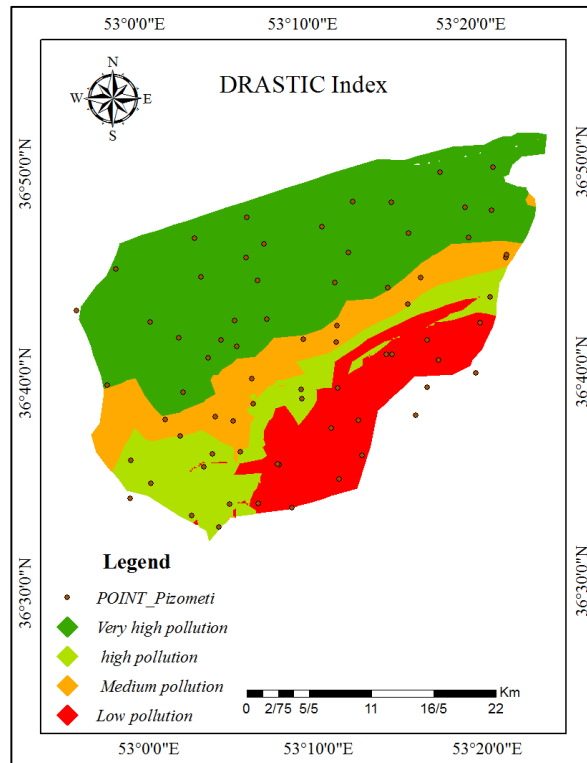 53°0'0"E 53°10'0"E 53°20'0"E
N
W E
S
DRASTIC Index
36°50'0"N 36°50'0"N
36°40'0"N 36°40'0"N
36°30'0"N 36°30'0"N
Legend
POINT_Pizometi
Very high pollution
high pollution
Medium pollution
Low pollution
Km
0 2/75 5/5 11 16/5 22
53°0'0"E 53°10'0"E 53°20'0"E